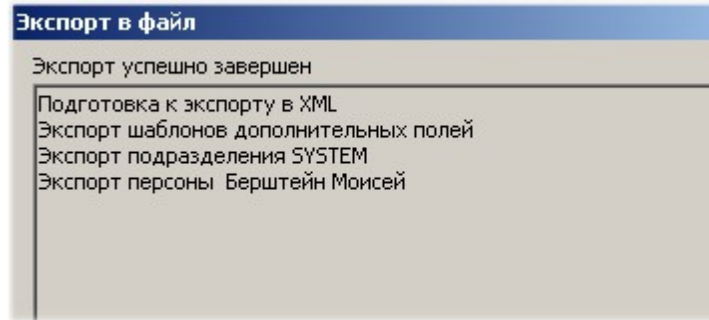 Экспорт в файл
Экспорт успешно завершен
Подготовка к экспорту в XML
Экспорт шаблонов дополнительных полей
Экспорт подразделения SYSTEM
Экспорт персоны  Берштейн Моисей